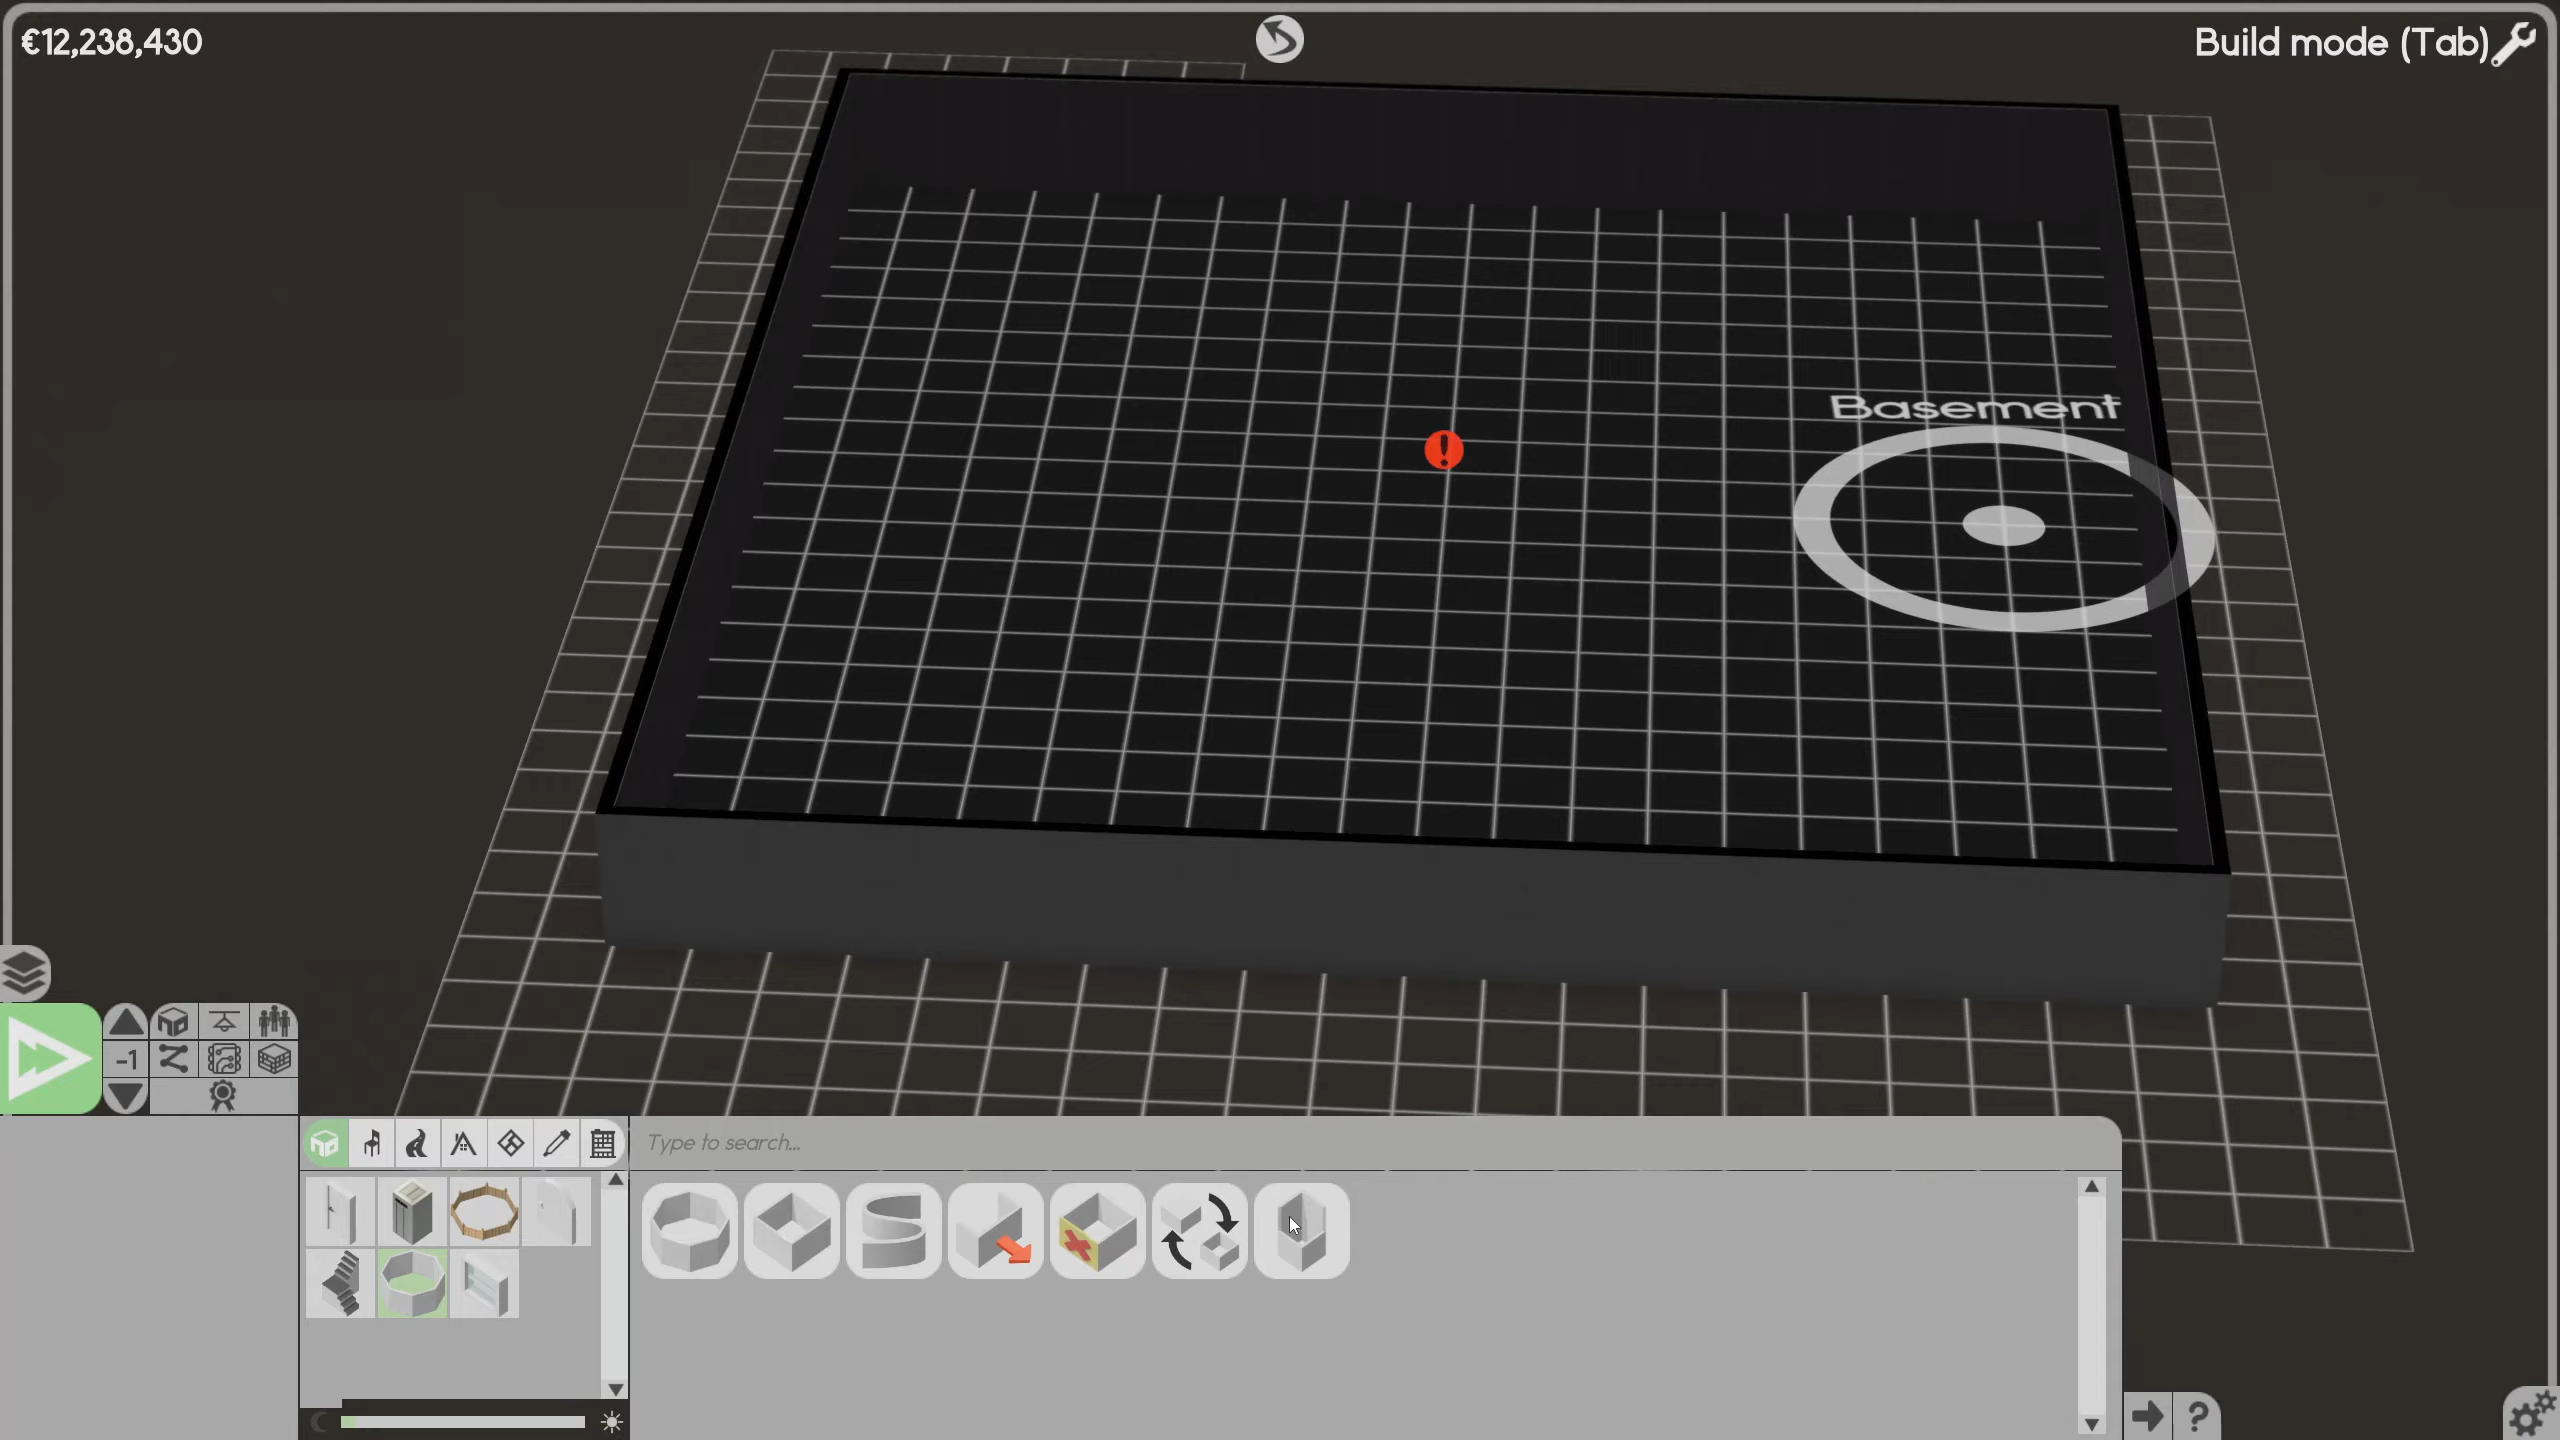 €12,238,430
Build mode (Tab)
Basement
-1
Type to search...